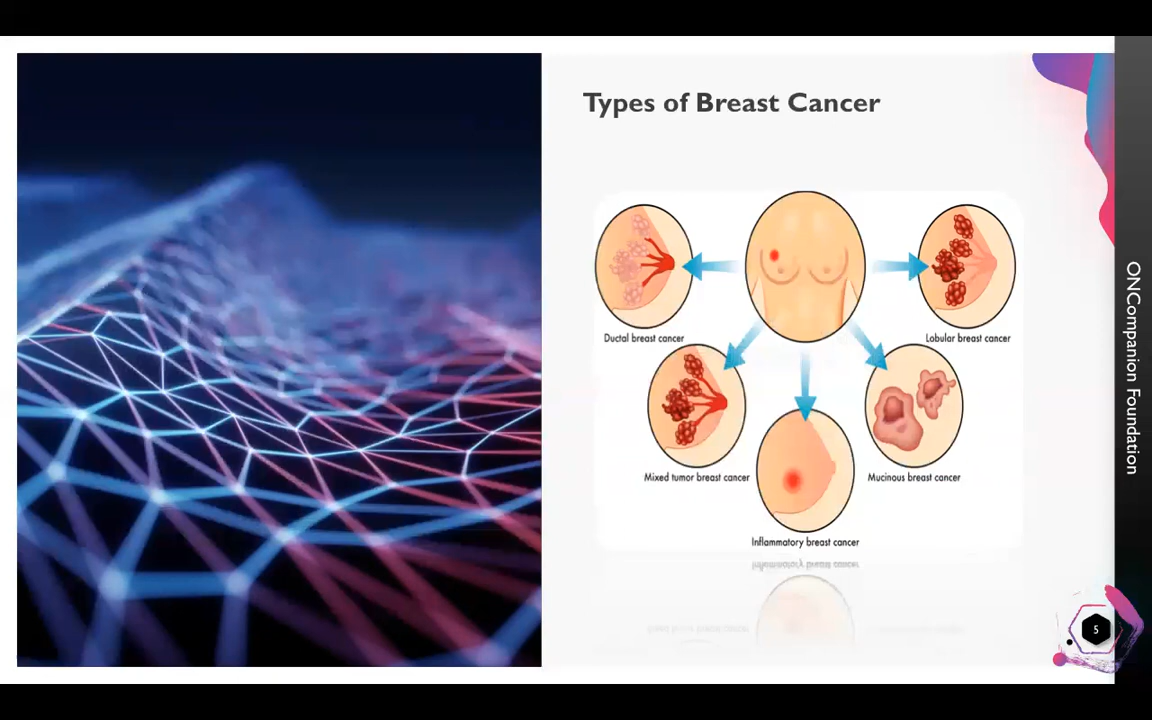 Types of Breast Cancer
Ductal breast cancer
Lobular breast cancer
Mixed tumor breast cancer
Mucinous breast cancer
Inflammatory breast cancer
ONCompanion Foundation
5